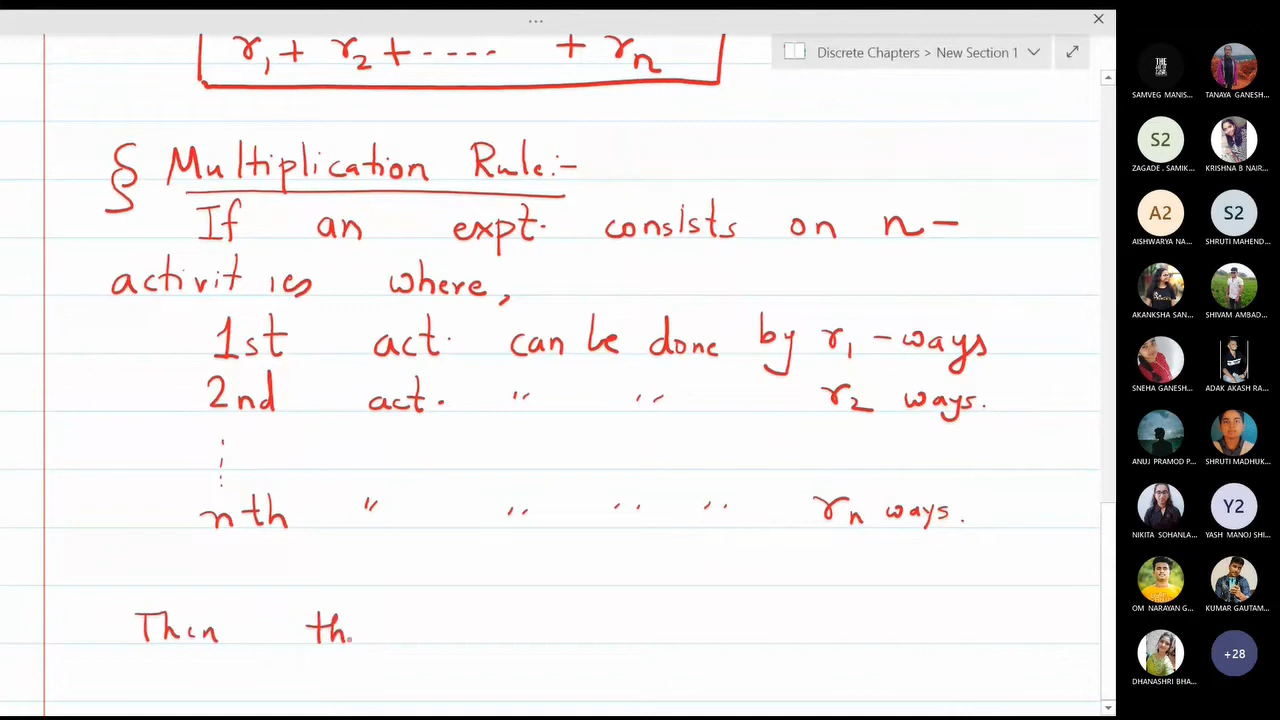 ...
×
r₁ + r₂ + ---- + rₙ
Discrete Chapters > New Section 1
§ Multiplication Rule:-
If an expt. consists on n-
activities where,
1st act. can be done by r₁ -ways
2nd act. " " r₂ ways.
nth " " " " rₙ ways.
Then th
SAMVEG MANIS... TANAYA GANESH...
S2
ZAGADE . SAMIK... KRISHNA B NAIR...
A2 S2
AISHWARYA NA... SHRUTI MAHEND...
AKANKSHA SAN... SHIVAM AMBAD...
SNEHA GANESH... ADAK AKASH RA...
ANUJ PRAMOD P... SHRUTI MADHUK...
Y2
NIKITA SOHANLA... YASH MANOJ SHI...
OM NARAYAN G... KUMAR GAUTAM...
+28
DHANASHRI BHA...